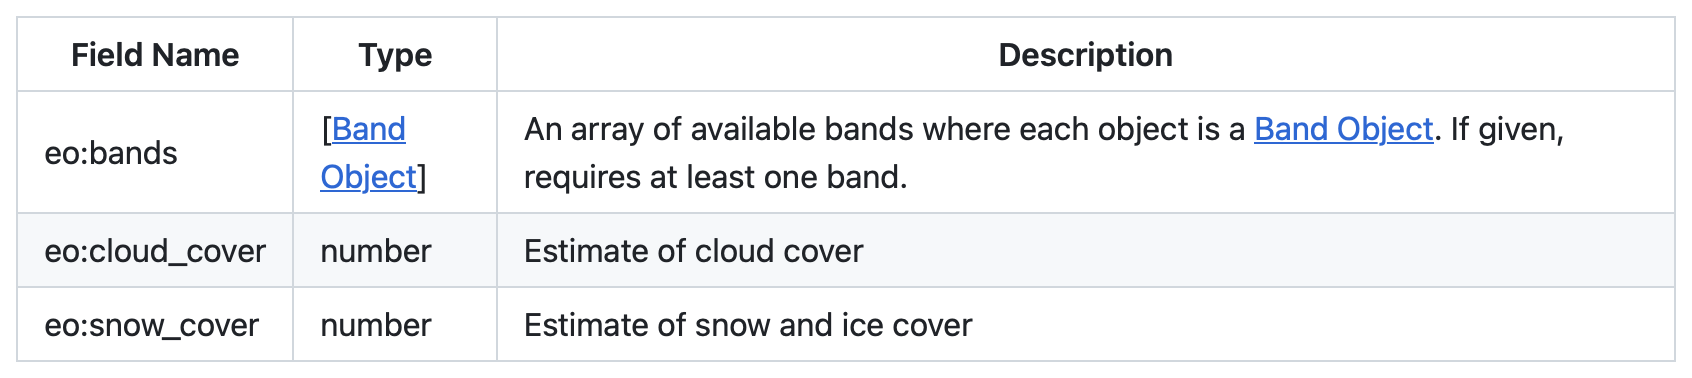 Field Name Type Description
eo:bands [Band Object] An array of available bands where each object is a Band Object. If given, requires at least one band.
eo:cloud_cover number Estimate of cloud cover
eo:snow_cover number Estimate of snow and ice cover